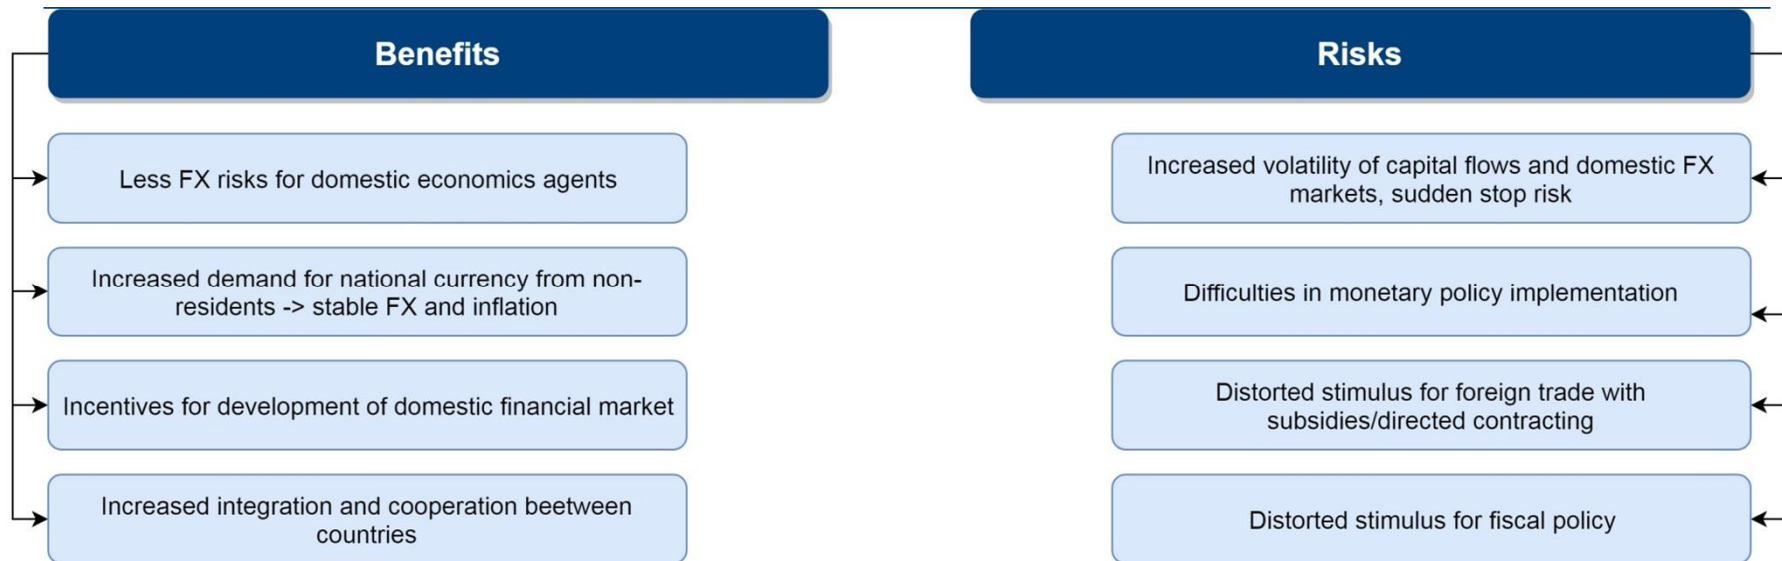 Benefits
Less FX risks for domestic economics agents
Increased demand for national currency from non-
residents -> stable FX and inflation
Incentives for development of domestic financial market
Increased integration and cooperation beetween
countries
Risks
Increased volatility of capital flows and domestic FX
markets, sudden stop risk
Difficulties in monetary policy implementation
Distorted stimulus for foreign trade with
subsidies/directed contracting
Distorted stimulus for fiscal policy